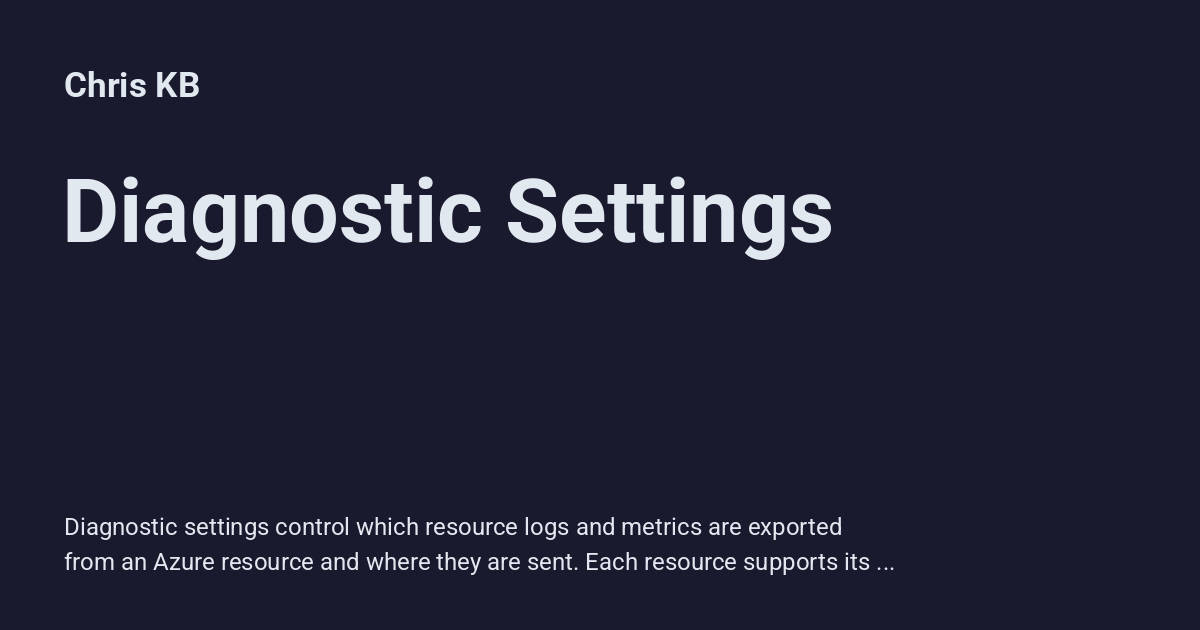 Chris KB
Diagnostic Settings
Diagnostic settings control which resource logs and metrics are exported
from an Azure resource and where they are sent. Each resource supports its ...